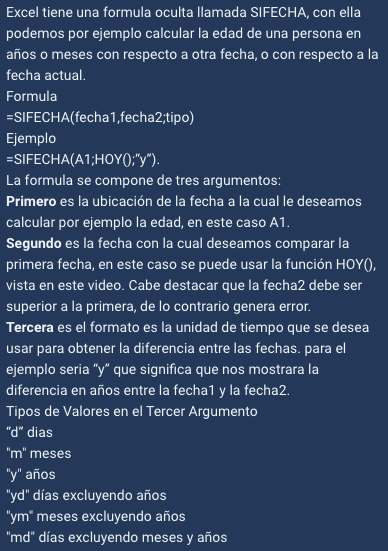 Excel tiene una formula oculta llamada SIFECHA, con ella
podemos por ejemplo calcular la edad de una persona en
años o meses con respecto a otra fecha, o con respecto a la
fecha actual.
Formula
=SIFECHA(fecha1,fecha2;tipo)
Ejemplo
=SIFECHA(A1;HOY();“y”).
La formula se compone de tres argumentos:
Primero es la ubicación de la fecha a la cual le deseamos
calcular por ejemplo la edad, en este caso A1.
Segundo es la fecha con la cual deseamos comparar la
primera fecha, en este caso se puede usar la función HOY(),
vista en este video. Cabe destacar que la fecha2 debe ser
superior a la primera, de lo contrario genera error.
Tercera es el formato es la unidad de tiempo que se desea
usar para obtener la diferencia entre las fechas. para el
ejemplo seria “y” que significa que nos mostrara la
diferencia en años entre la fecha1 y la fecha2.
Tipos de Valores en el Tercer Argumento
“d” dias
"m" meses
"y" años
"yd" días excluyendo años
"ym" meses excluyendo años
"md" días excluyendo meses y años